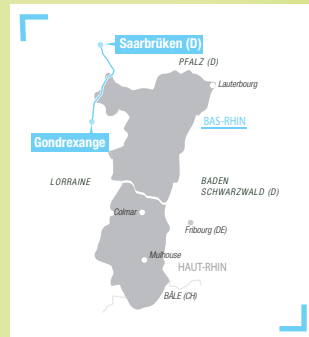 Saarbrüken (D)
PFALZ (D)
Lauterbourg
BAS-RHIN
Gondrexange
LORRAINE
BADEN
SCHWARZWALD (D)
Colmar
Fribourg (DE)
Mulhouse
HAUT-RHIN
BÂLE (CH)